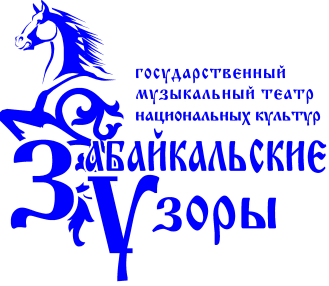 государственный
музыкальный театр
национальных культур
Забайкальские
Узоры